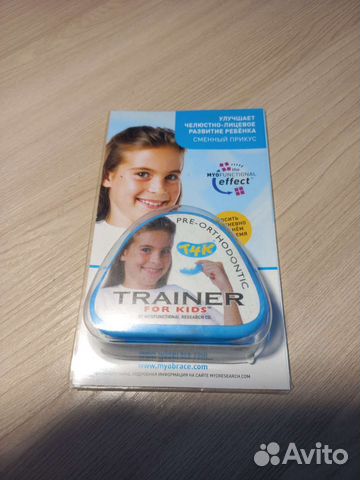 УЛУЧШАЕТ
ЧЕЛЮСТНО-ЛИЦЕВОЕ
РАЗВИТИЕ РЕБЁНКА
СМЕННЫЙ ПРИКУС
the
MYOFUNCTIONAL
effect
PRE-ORTHODONTIC
T4K
TRAINER
FOR KIDS
BY MYOFUNCTIONAL RESEARCH CO.
www.myobrace.com
ПОДРОБНАЯ ИНФОРМАЦИЯ НА САЙТЕ MYORESEARCH.COM
Avito